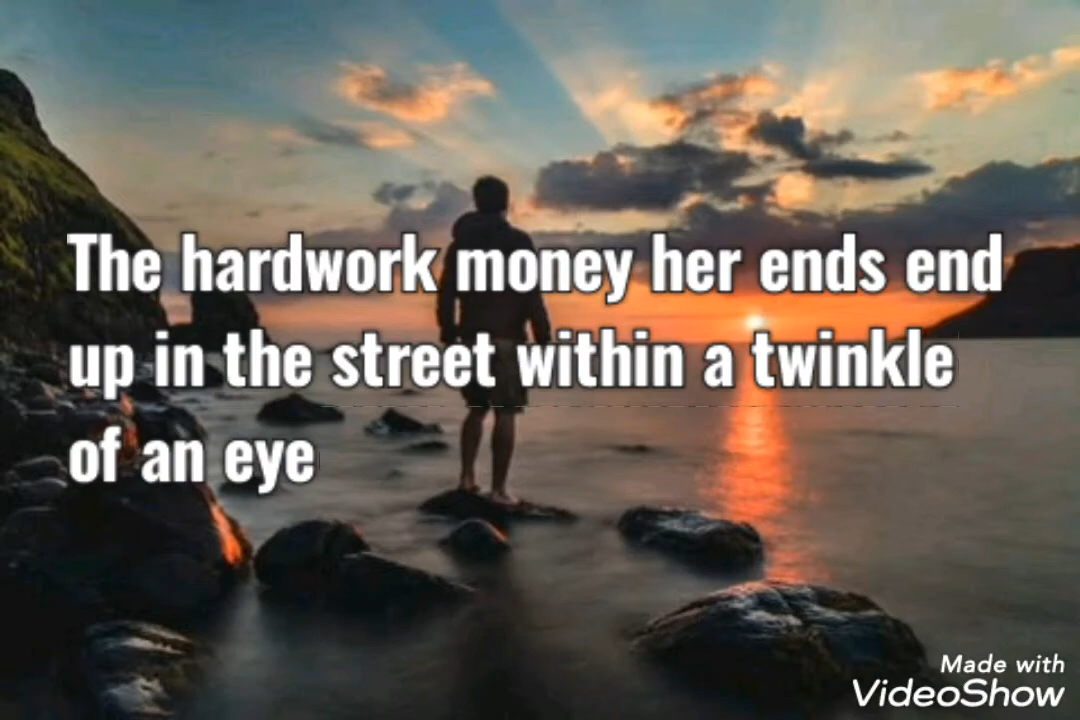 The hardwork money her ends end
up in the street within a twinkle
of an eye
Made with
VideoShow